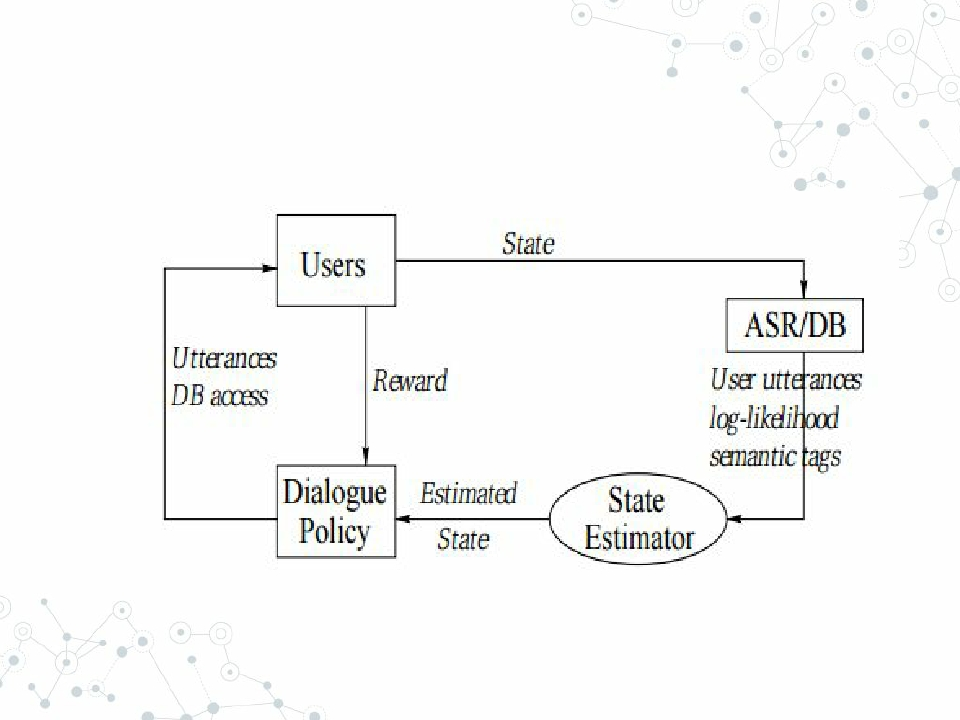 State
Users
ASR/DB
Utterances
DB access
Reward
User utterances
log-likelihood
semantic tags
Dialogue
Policy
Estimated
State
State
Estimator